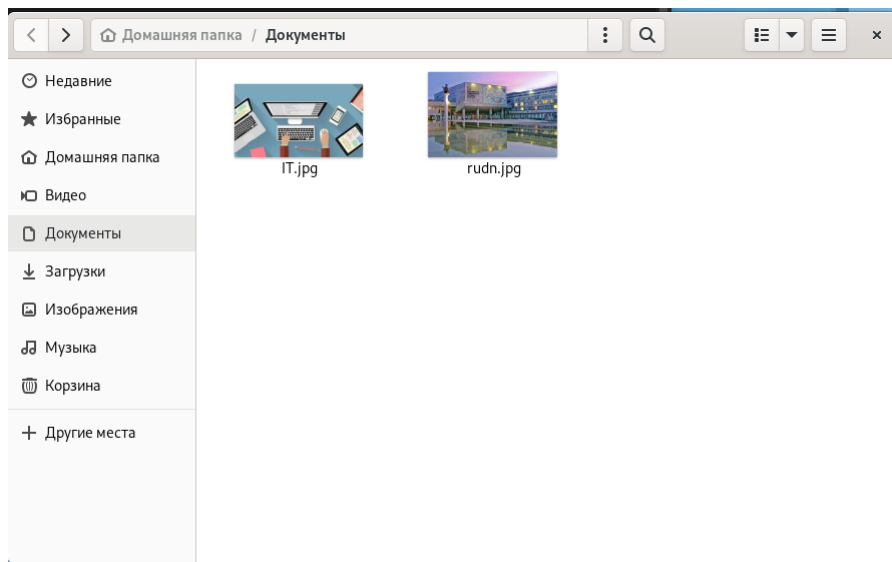 Домашняя папка / Документы
Недавние
Избранные
Домашняя папка
Видео
Документы
Загрузки
Изображения
Музыка
Корзина
Другие места
IT.jpg
rudn.jpg